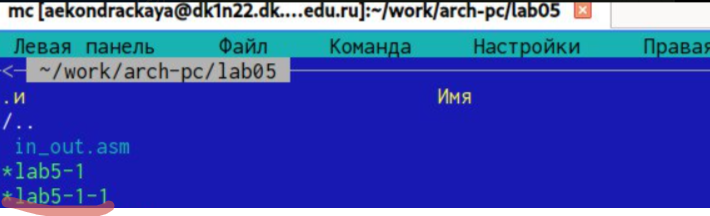 mc [aekondrackaya@dk1n22.dk....edu.ru]:~/work/arch-pc/lab05
Левая панель Файл Команда Настройки Правая
<— ~/work/arch-pc/lab05
.и Имя
/..
in_out.asm
*lab5-1
*lab5-1-1